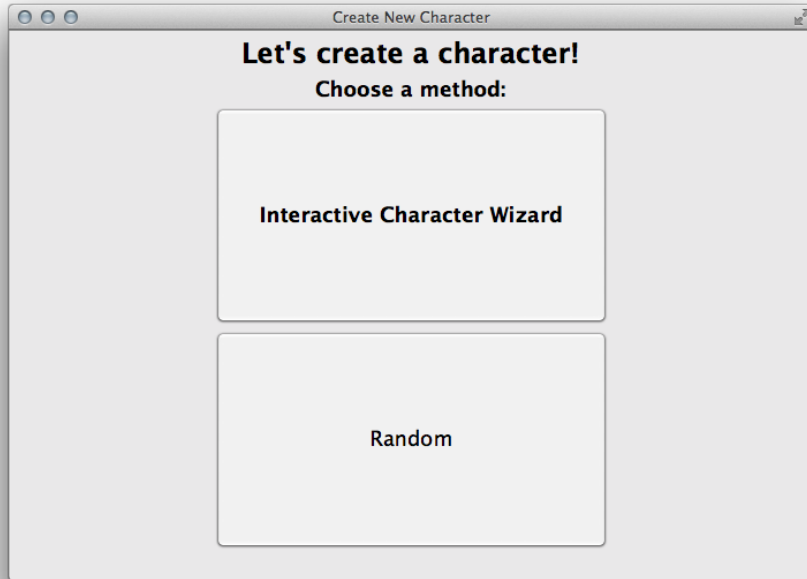 Create New Character
Let's create a character!
Choose a method:
Interactive Character Wizard
Random